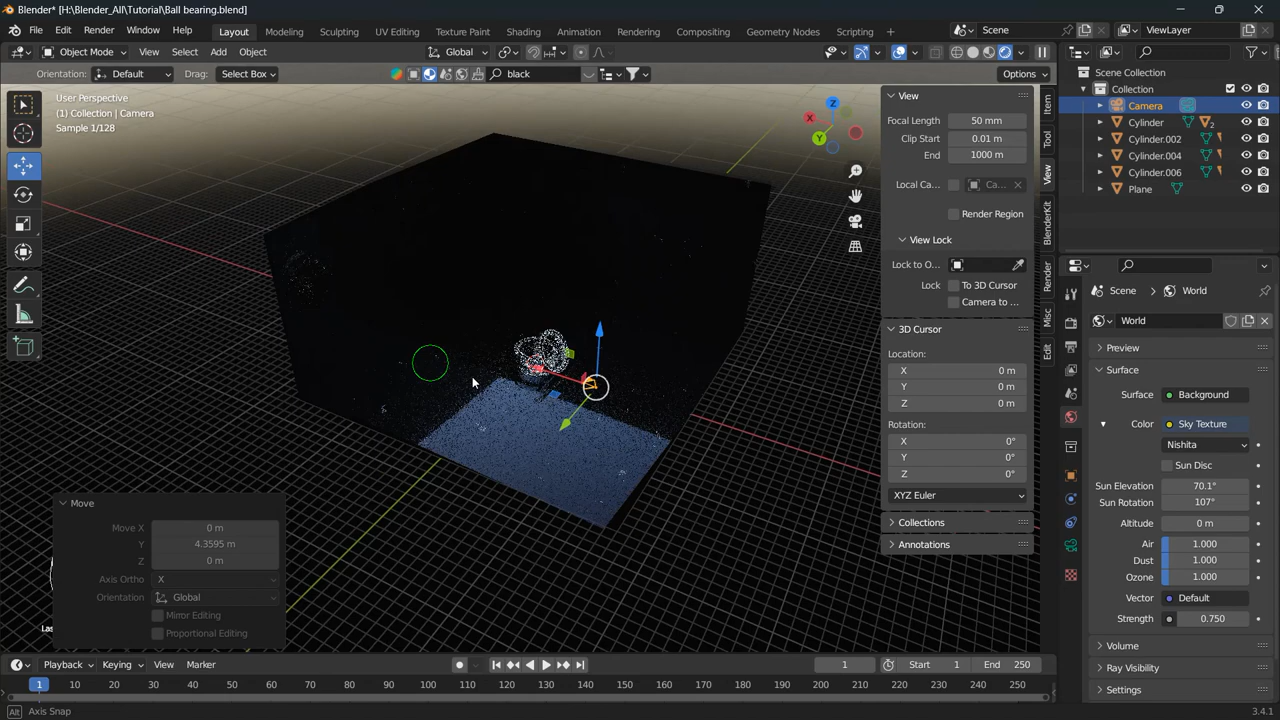 Blender* [H:\Blender_All\Tutorial\Ball bearing.blend]
File Edit Render Window Help Layout Modeling Sculpting UV Editing Texture Paint Shading Animation Rendering Compositing Geometry Nodes Scripting Scene ViewLayer
Object Mode View Select Add Object Global
Orientation: Default Drag: Select Box black Options
User Perspective
(1) Collection | Camera
Sample 1/128
X
Y
Z
View
Focal Length 50 mm
Clip Start 0.01 m
End 1000 m
Local Ca... Ca...
Render Region
View Lock
Lock to O...
Lock To 3D Cursor
Camera to ...
3D Cursor
Location:
X 0 m
Y 0 m
Z 0 m
Rotation:
X 0°
Y 0°
Z 0°
XYZ Euler
Collections
Annotations
Item
Tool
View
BlenderKit
Render
Misc
Edit
Scene Collection
Collection
Camera
Cylinder 2
Cylinder.002
Cylinder.004
Cylinder.006
Plane
Scene World
World
Preview
Surface
Surface Background
Color Sky Texture
Nishita
Sun Disc
Sun Elevation 70.1°
Sun Rotation 107°
Altitude 0 m
Air 1.000
Dust 1.000
Ozone 1.000
Vector Default
Strength 0.750
Volume
Ray Visibility
Settings
Move
Move X 0 m
Y 4.3595 m
Z 0 m
Axis Ortho X
Orientation Global
Mirror Editing
Proportional Editing
Las
Playback Keying View Marker 1 Start 1 End 250
1 10 20 30 40 50 60 70 80 90 100 110 120 130 140 150 160 170 180 190 200 210 220 230 240 250
Alt Axis Snap 3.4.1